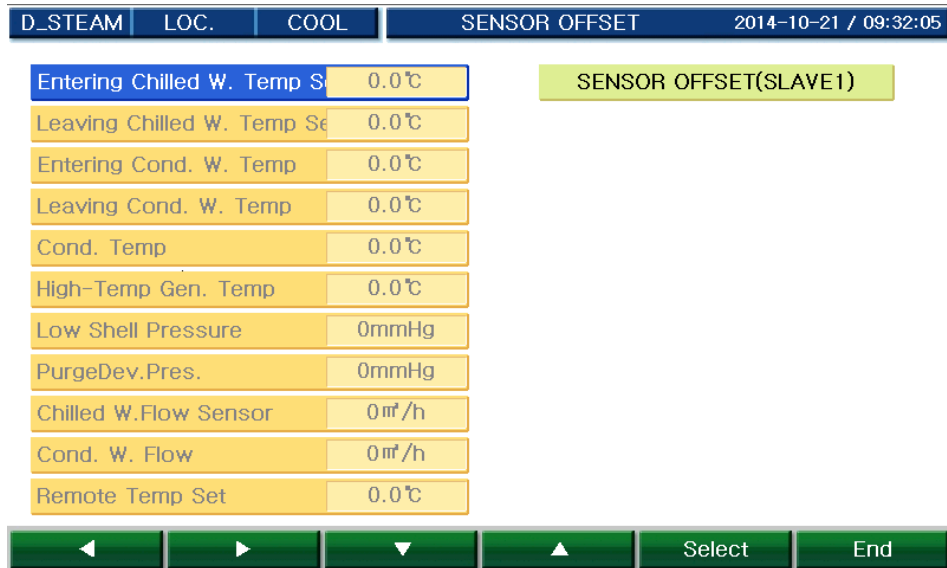 D_STEAM LOC. COOL SENSOR OFFSET 2014-10-21 / 09:32:05
Entering Chilled W. Temp S 0.0℃ SENSOR OFFSET(SLAVE1)
Leaving Chilled W. Temp Se 0.0℃
Entering Cond. W. Temp 0.0℃
Leaving Cond. W. Temp 0.0℃
Cond. Temp 0.0℃
High-Temp Gen. Temp 0.0℃
Low Shell Pressure 0mmHg
PurgeDev.Pres. 0mmHg
Chilled W.Flow Sensor 0㎥/h
Cond. W. Flow 0㎥/h
Remote Temp Set 0.0℃
◀ ▶ ▼ ▲ Select End